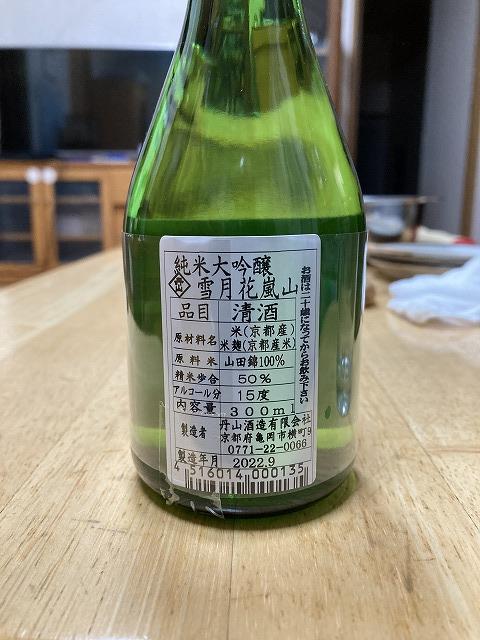 純米大吟醸
雪月花嵐山
品目 清酒
原材料名 米(京都産)
米麹(京都産米)
原料米 山田錦100%
精米歩合 50%
アルコール分 15度
内容量 300ml
製造者 丹山酒造有限会社
京都府亀岡市横町9
0771-22-0066
製造年月 2022.9
4 516014 000135
お酒は二十歳になってからお飲み下さい